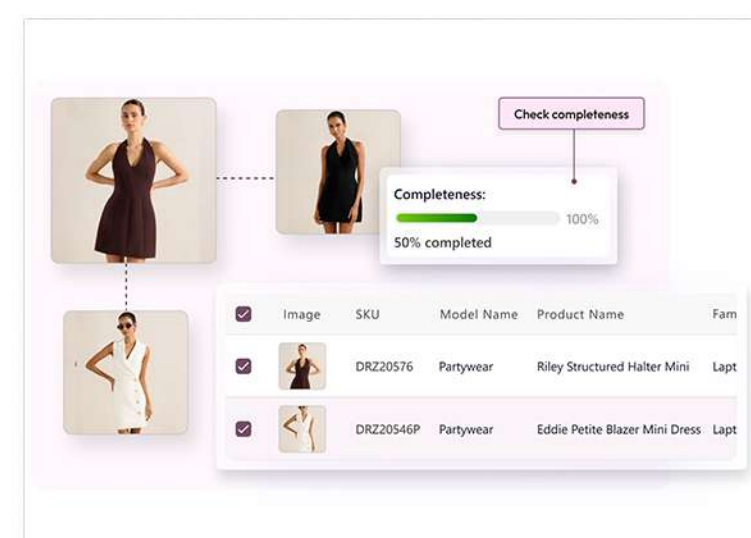 Check completeness
Completeness:
100%
50% completed
Image SKU Model Name Product Name Fam
DRZ20576 Partywear Riley Structured Halter Mini Lapt
DRZ20546P Partywear Eddie Petite Blazer Mini Dress Lapt